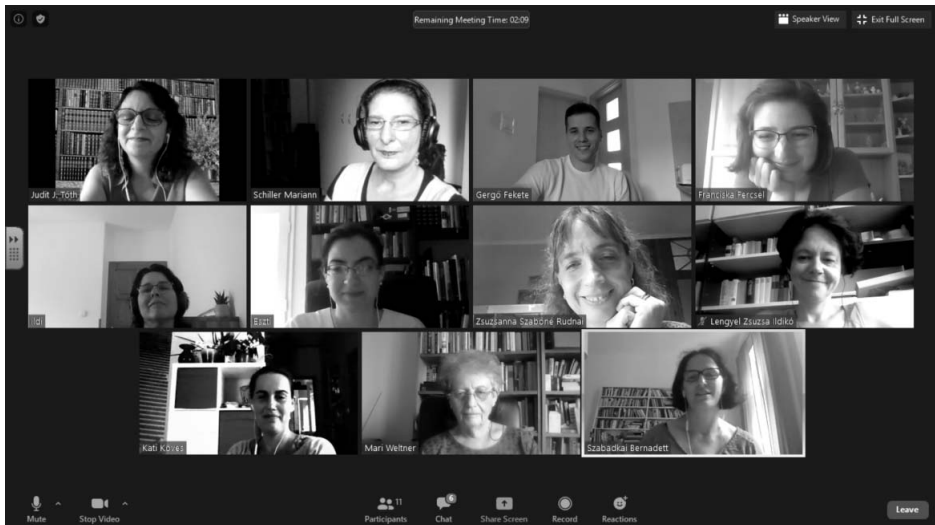 Remaining Meeting Time: 02:09
Speaker View
Exit Full Screen
Judit J. Tóth
Schiller Mariann
Gergő Fekete
Franciska Fercsel
Ildi
Eszti
Zsuzsanna Szabóné Rudnai
Lengyel Zsuzsa Ildikó
Kati Köves
Mari Weltner
Szabadkai Bernadett
Mute
Stop Video
11
Participants
6
Chat
Share Screen
Record
Reactions
Leave